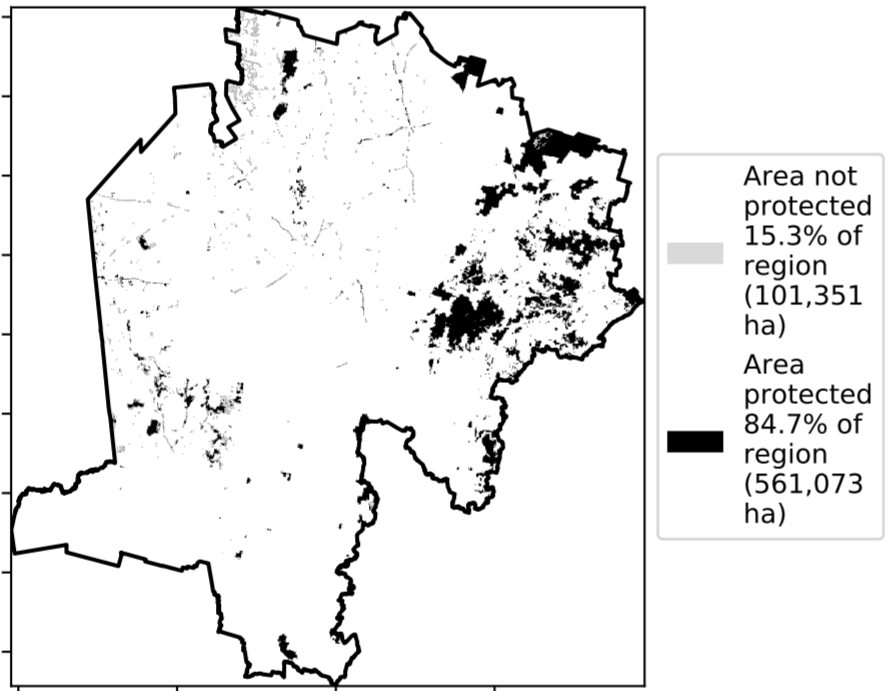 Area not
protected
15.3% of
region
(101,351
ha)
Area
protected
84.7% of
region
(561,073
ha)